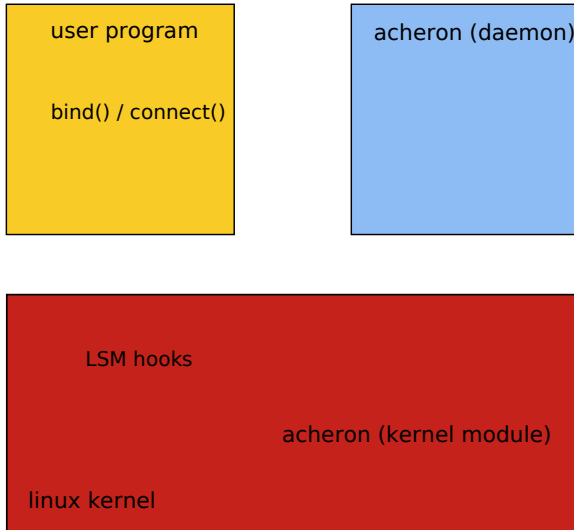 user program
acheron (daemon)
bind() / connect()
LSM hooks
acheron (kernel module)
linux kernel